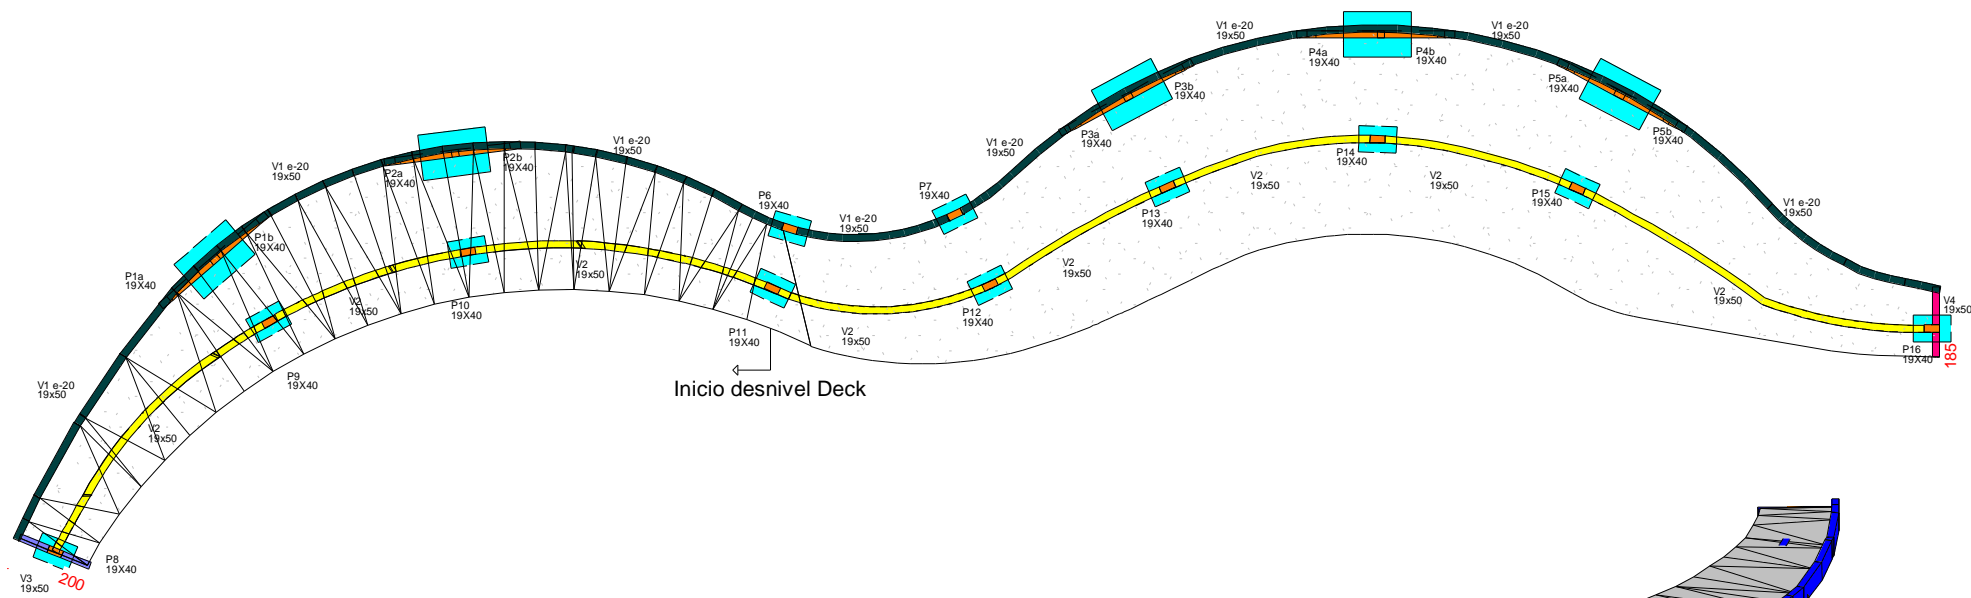 V1 e-20
19x50
V1 e-20
19x50
V1 e-20
19x50
P4a
19X40
P4b
19X40
P5a
19X40
P3b
19X40
P3a
19X40
P5b
19X40
V1 e-20
19x50
V1 e-20
19x50
V1 e-20
19x50
P2a
19X40
P2b
19X40
P14
19X40
P6
19X40
P7
19X40
V1 e-20
19x50
V2
19x50
V2
19x50
P15
19X40
P13
19X40
V1 e-20
19x50
P1b
19X40
P1a
19X40
V2
19x50
V2
19x50
V2
19x50
P10
19X40
P12
19X40
V2
19x50
V4
19x50
P11
19X40
V2
19x50
P16
19X40
185
P9
19X40
V1 e-20
19x50
Inicio desnivel Deck
V2
19x50
P8
19X40
V3
19x50
200